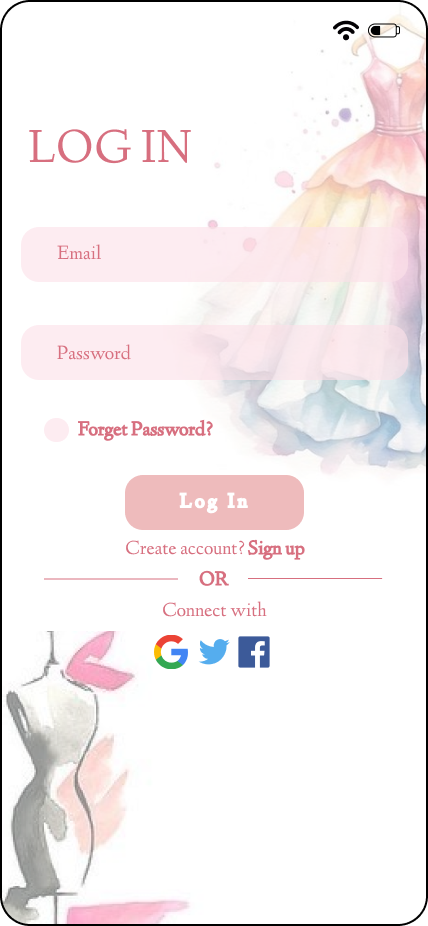 LOG IN
Email
Password
Forget Password?
Log In
Create account? Sign up
OR
Connect with